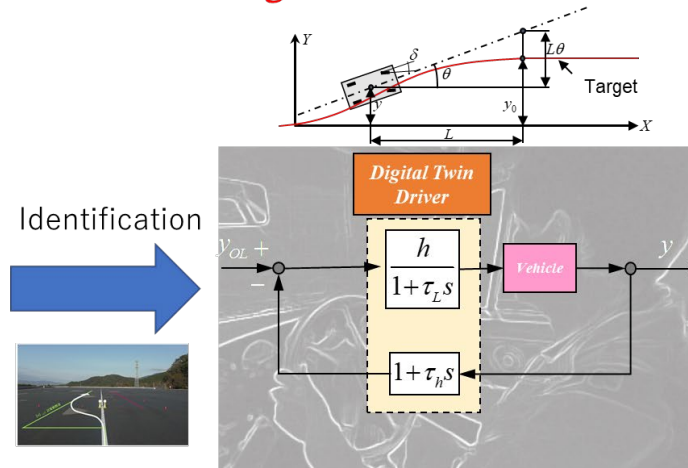 Y
δ
θ
Lθ
Target
y
y₀
L
X
Digital Twin
Driver
Identification
y_OL +
−
h
1+τ_L s
Vehicle
y
1+τ_h s